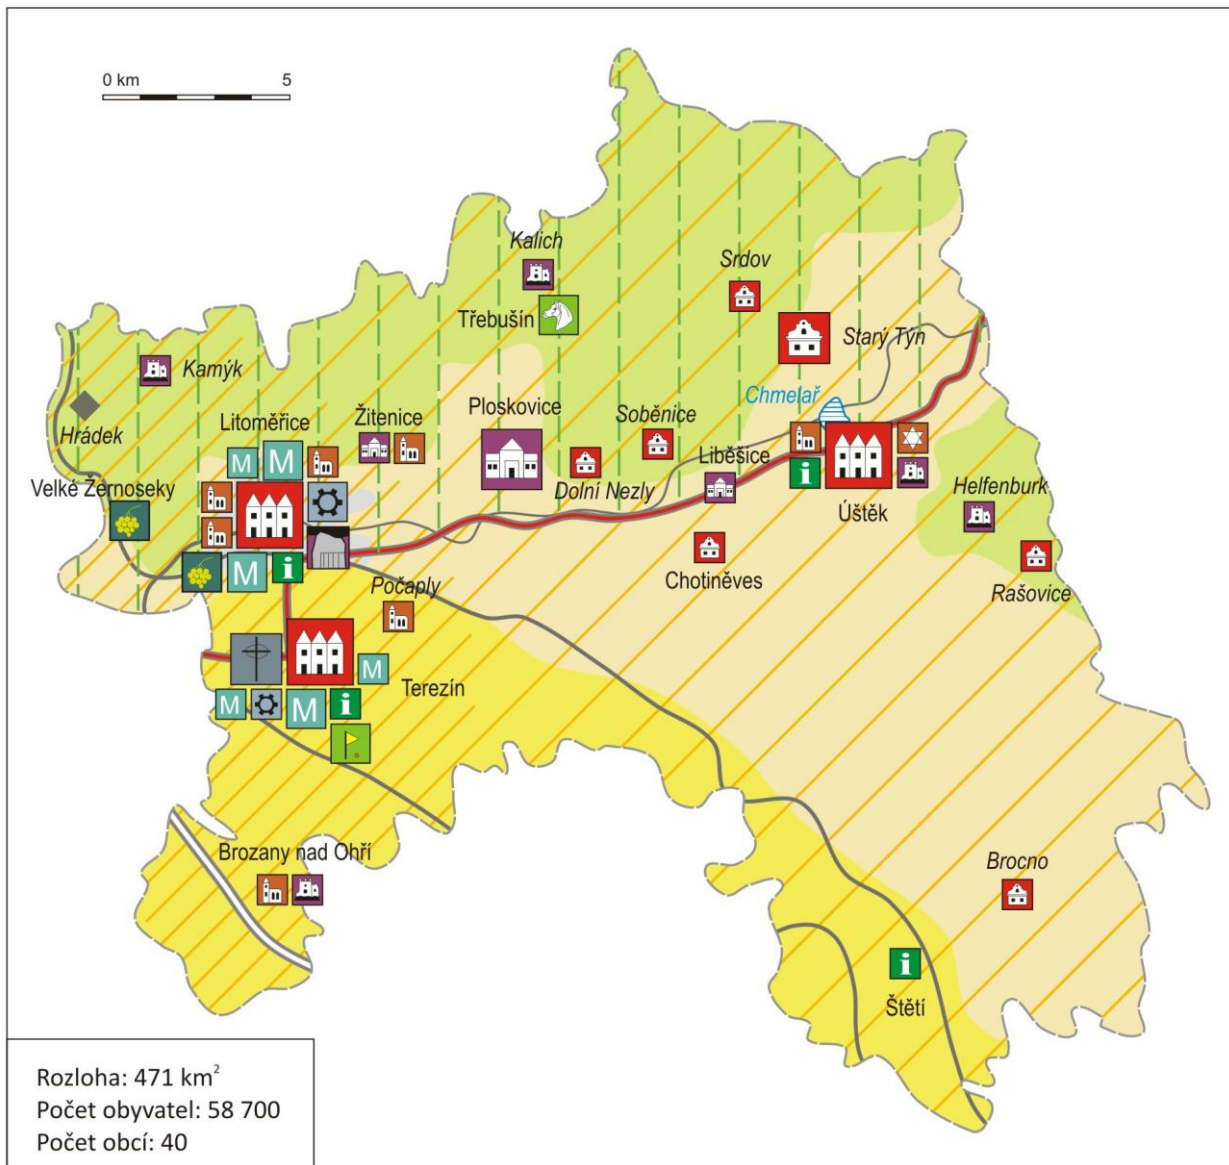 0 km 5
Kalich
Srdov
Třebušín
Starý Týn
Kamýk
Chmelař
Hrádek
Litoměřice
Žitenice
Ploskovice
Soběnice
M
M
Liběšice
Dolní Nezly
Velké Žernoseky
i
Helfenburk
Úštěk
Chotiněves
M
i
Rašovice
Počaply
M
Terezín
M
M
i
Brozany nad Ohří
Brocno
i
Štětí
Rozloha: 471 km²
Počet obyvatel: 58 700
Počet obcí: 40